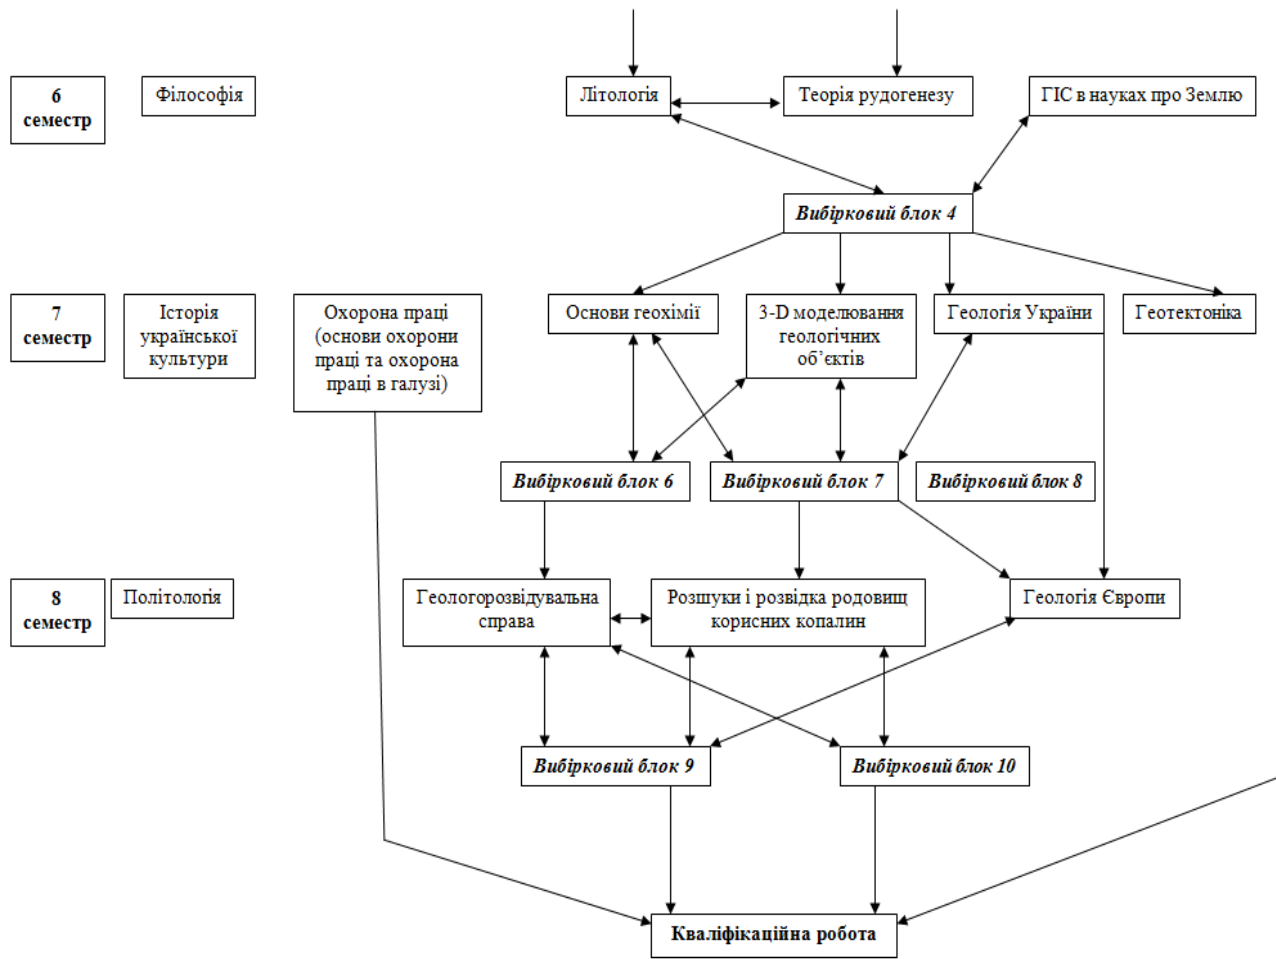 6
семестр
Філософія
Літологія
Теорія рудогенезу
ГІС в науках про Землю
Вибірковий блок 4
7
семестр
Історія
української
культури
Охорона праці
(основи охорони
праці та охорона
праці в галузі)
Основи геохімії
3-D моделювання
геологічних
об’єктів
Геологія України
Геотектоніка
Вибірковий блок 6
Вибірковий блок 7
Вибірковий блок 8
8
семестр
Політологія
Геологорозвідувальна
справа
Розшуки і розвідка родовищ
корисних копалин
Геологія Європи
Вибірковий блок 9
Вибірковий блок 10
Кваліфікаційна робота